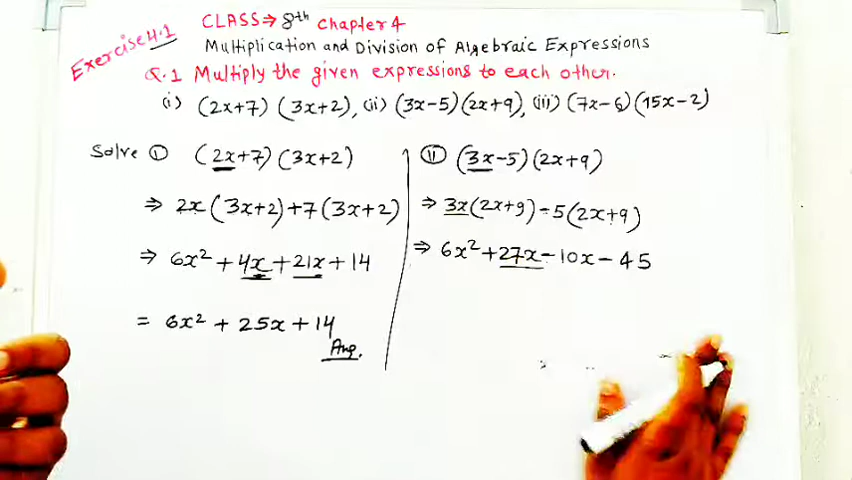 Exercise 4.1
CLASS → 8th Chapter 4
Multiplication and Division of Algebraic Expressions
Q.1 Multiply the given expressions to each other.
(i) (2x+7) (3x+2), (ii) (3x-5)(2x+9), (iii) (7x-6)(15x-2)
Solve ① (2x+7)(3x+2)
⇒ 2x(3x+2)+7(3x+2)
⇒ 6x² + 4x + 21x + 14
= 6x² + 25x + 14
Ans.
Ⅱ (3x-5)(2x+9)
⇒ 3x(2x+9)-5(2x+9)
⇒ 6x² + 27x - 10x - 45